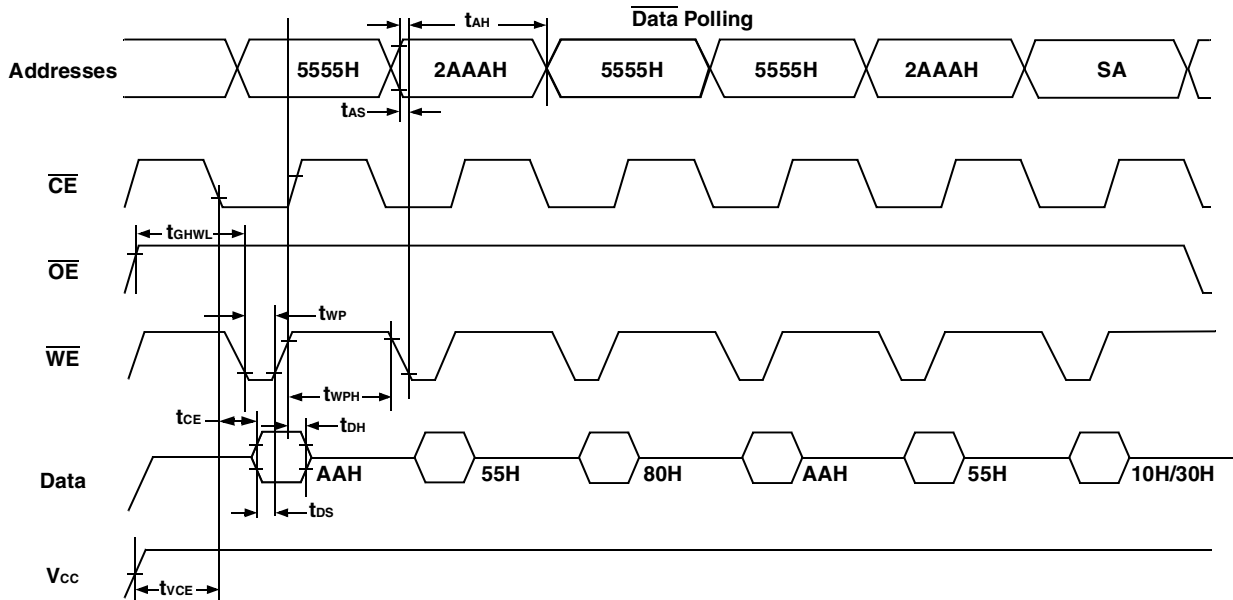 tAH
Data Polling
Addresses
5555H
2AAAH
5555H
5555H
2AAAH
SA
tAS
CE
tGHWL
OE
tWP
WE
tWPH
tCE
tDH
Data
AAH
55H
80H
AAH
55H
10H/30H
tDS
VCC
tVCE